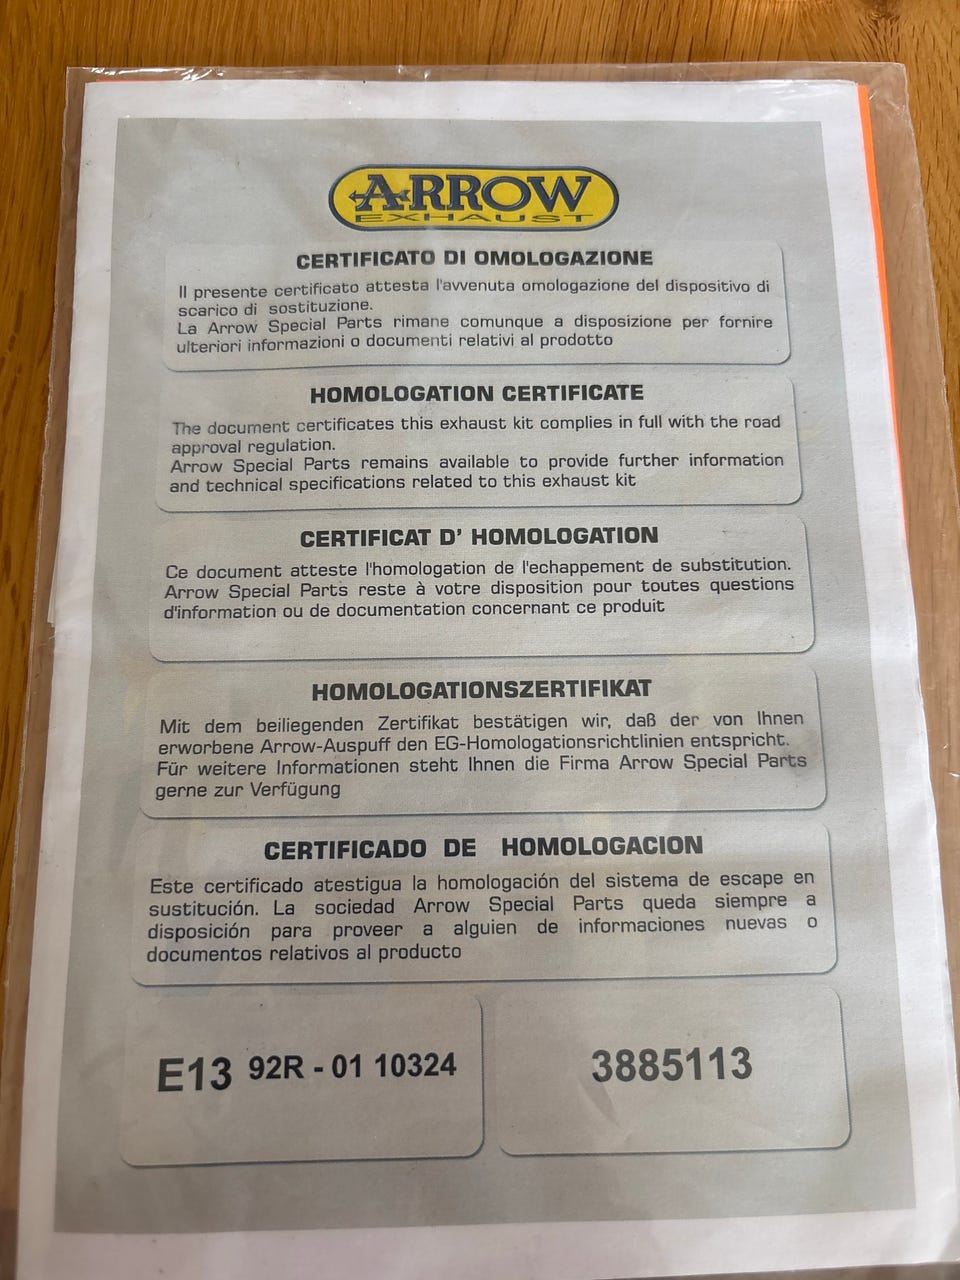 ARROW
EXHAUST
CERTIFICATO DI OMOLOGAZIONE
Il presente certificato attesta l'avvenuta omologazione del dispositivo di
scarico di sostituzione.
La Arrow Special Parts rimane comunque a disposizione per fornire
ulteriori informazioni o documenti relativi al prodotto
HOMOLOGATION CERTIFICATE
The document certificates this exhaust kit complies in full with the road
approval regulation.
Arrow Special Parts remains available to provide further information
and technical specifications related to this exhaust kit
CERTIFICAT D' HOMOLOGATION
Ce document atteste l'homologation de l'echappement de substitution.
Arrow Special Parts reste à votre disposition pour toutes questions
d'information ou de documentation concernant ce produit
HOMOLOGATIONSZERTIFIKAT
Mit dem beiliegenden Zertifikat bestätigen wir, daß der von Ihnen
erworbene Arrow-Auspuff den EG-Homologationsrichtlinien entspricht.
Für weitere Informationen steht Ihnen die Firma Arrow Special Parts
gerne zur Verfügung
CERTIFICADO DE HOMOLOGACION
Este certificado atestigua la homologación del sistema de escape en
sustitución. La sociedad Arrow Special Parts queda siempre a
disposición para proveer a alguien de informaciones nuevas o
documentos relativos al producto
E13 92R - 01 10324
3885113